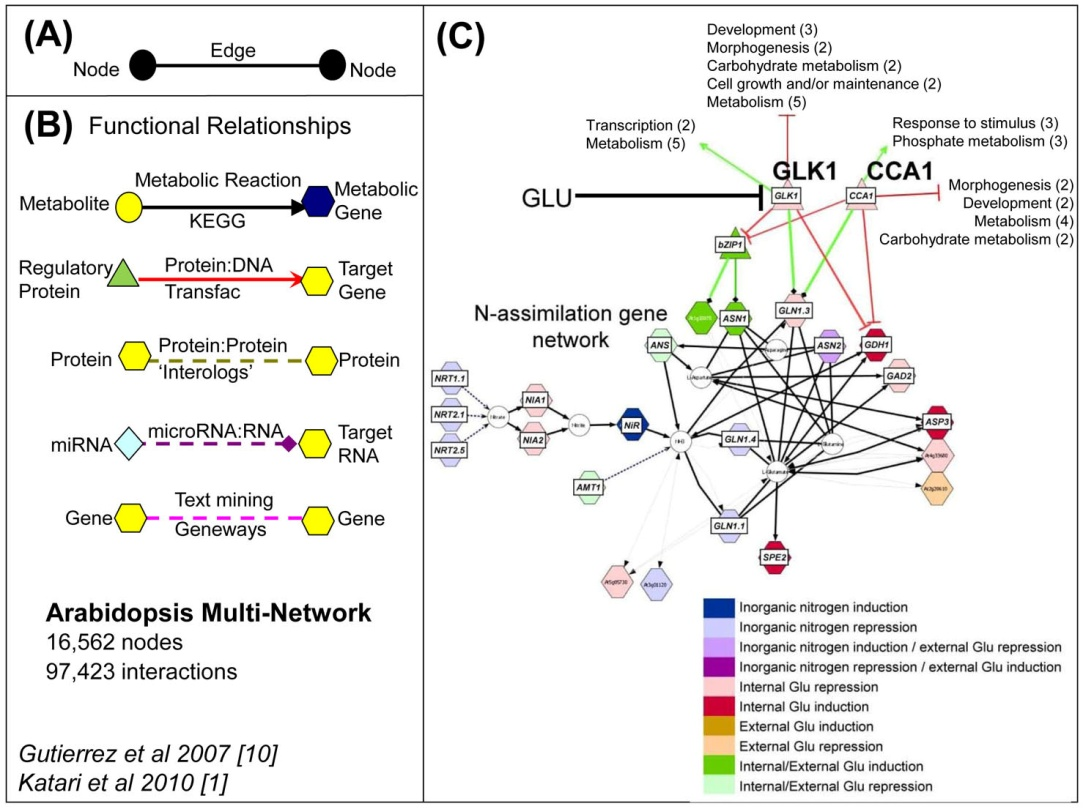 (A)
Edge
Node
Node
(B) Functional Relationships
Metabolite
Metabolic Reaction
KEGG
Metabolic
Gene
Regulatory
Protein
Protein:DNA
Transfac
Target
Gene
Protein
Protein:Protein
'Interologs'
Protein
miRNA
microRNA:RNA
Target
RNA
Gene
Text mining
Geneways
Gene
Arabidopsis Multi-Network
16,562 nodes
97,423 interactions
Gutierrez et al 2007 [10]
Katari et al 2010 [1]
(C)
Development (3)
Morphogenesis (2)
Carbohydrate metabolism (2)
Cell growth and/or maintenance (2)
Metabolism (5)
Transcription (2)
Metabolism (5)
Response to stimulus (3)
Phosphate metabolism (3)
GLK1
CCA1
Morphogenesis (2)
Development (2)
Metabolism (4)
Carbohydrate metabolism (2)
GLU
GLK1
CCA1
bZIP1
N-assimilation gene
network
ASN1
GLN1.3
ANS
ASN2
GDH1
GAD2
NRT1.1
NRT2.1
NRT2.5
NIA1
NIA2
NiR
GLN1.4
ASP3
AMT1
GLN1.1
SPE2
Inorganic nitrogen induction
Inorganic nitrogen repression
Inorganic nitrogen induction / external Glu repression
Inorganic nitrogen repression / external Glu induction
Internal Glu repression
Internal Glu induction
External Glu induction
External Glu repression
Internal/External Glu induction
Internal/External Glu repression